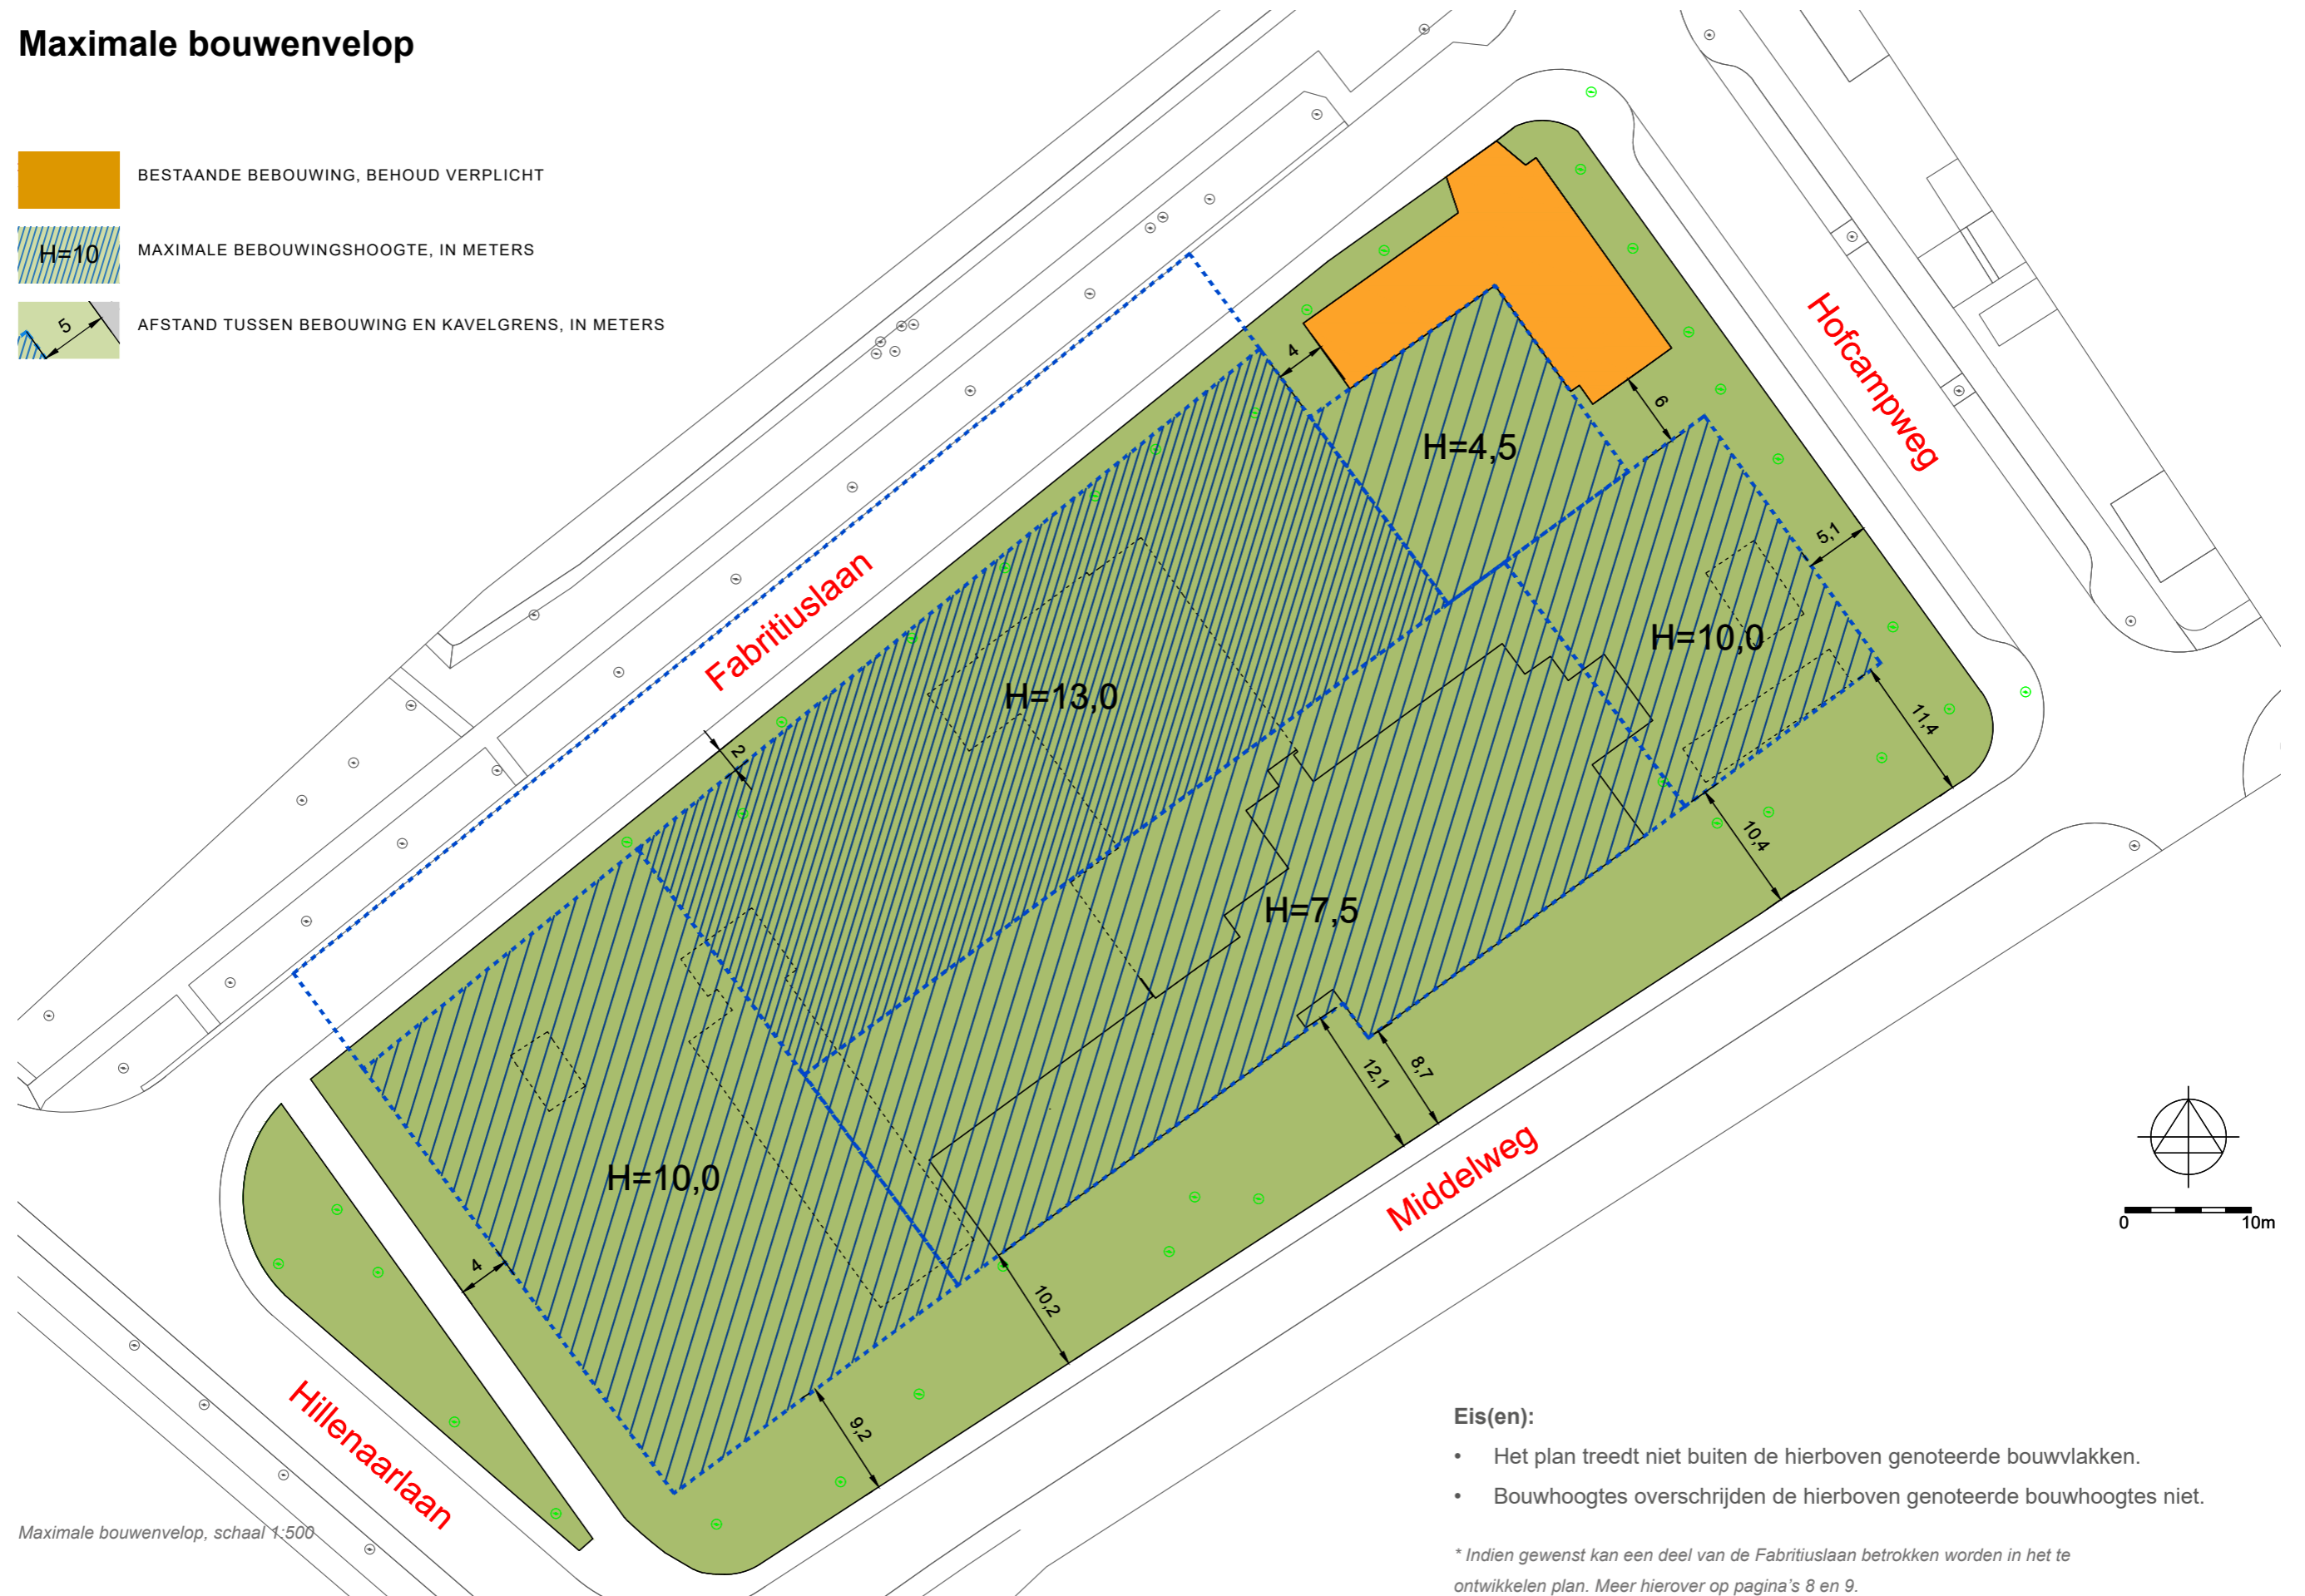 Maximale bouwenvelop
BESTAANDE BEBOUWING, BEHOUD VERPLICHT
H=10
MAXIMALE BEBOUWINGSHOOGTE, IN METERS
5
AFSTAND TUSSEN BEBOUWING EN KAVELGRENS, IN METERS
Hofcampweg
4
6
H=4,5
5,1
Fabritiuslaan
H=10,0
H=13,0
2
11,4
10,4
H=7,5
12,1
8,7
Middelweg
H=10,0
4
10,2
9,2
Hillenaarlaan
0
10m
Eis(en):
• Het plan treedt niet buiten de hierboven genoteerde bouwvlakken.
• Bouwhoogtes overschrijden de hierboven genoteerde bouwhoogtes niet.
Maximale bouwenvelop, schaal 1:500
* Indien gewenst kan een deel van de Fabritiuslaan betrokken worden in het te
ontwikkelen plan. Meer hierover op pagina's 8 en 9.